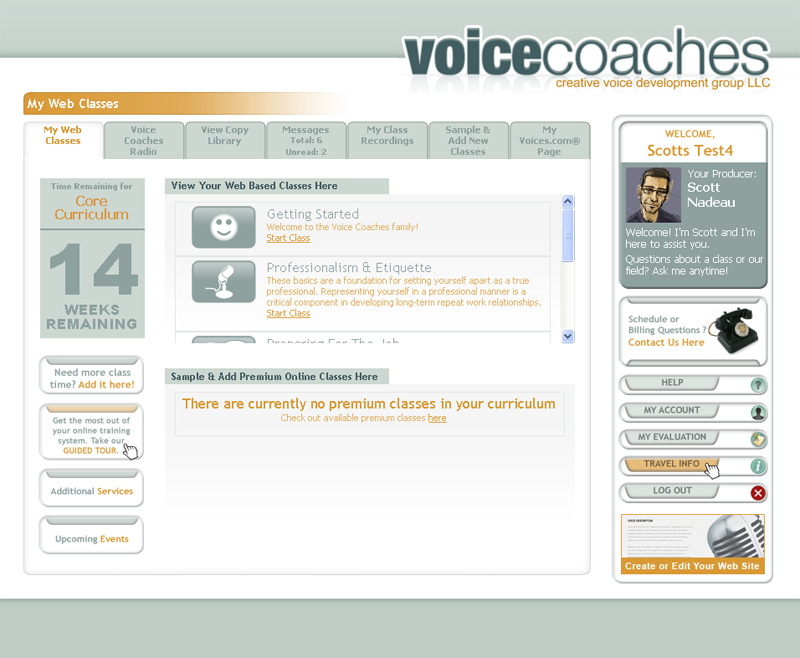 voicecoaches
creative voice development group LLC
My Web Classes
My Web
Classes
Voice
Coaches
Radio
View Copy
Library
Messages
Total: 6
Unread: 2
My Class
Recordings
Sample &
Add New
Classes
My
Voices.com®
Page
Time Remaining for
Core
Curriculum
14
WEEKS
REMAINING
Need more class
time? Add it here!
Get the most out of
your online training
system. Take our
GUIDED TOUR.
Additional Services
Upcoming Events
View Your Web Based Classes Here
Getting Started
Welcome to the Voice Coaches family!
Start Class
Professionalism & Etiquette
These basics are a foundation for setting yourself apart as a true
professional. Representing yourself in a professional manner is a
critical component in developing long-term repeat work relationships.
Start Class
Preparing For The Job
Sample & Add Premium Online Classes Here
There are currently no premium classes in your curriculum
Check out available premium classes here
WELCOME,
Scotts Test4
Your Producer:
Scott
Nadeau
Welcome! I'm Scott and I'm
here to assist you.
Questions about a class or our
field? Ask me anytime!
Schedule or
Billing Questions ?
Contact Us Here
HELP
?
MY ACCOUNT
MY EVALUATION
TRAVEL INFO
i
LOG OUT
Create or Edit Your Web Site